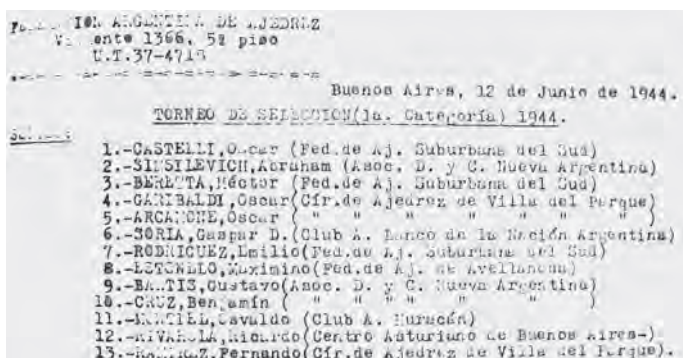 ION ARGENTINA DE AJEDREZ
ente 1366, 5º piso
U.T.37-471
Buenos Aires, 12 de Junio de 1944.
TORNEO DE SELECCION(1a. Categoría) 1944.
1.-CASTELLI,Oscar (Fed.de Aj. Suburbana del Sud)
2.-SIMSILEVICH,Abraham (Asoc. D. y C. Nueva Argentina)
3.-BERETTA,Héctor (Fed.de Aj. Suburbana del Sud)
4.-GARIBALDI,Oscar(Cír.de Ajedrez de Villa del Parque)
5.-ARCAMONE,Oscar ( " " " " " " " )
6.-SORIA,Gaspar D.(Club A. Banco de la Nación Argentina)
7.-RODRIGUEZ,Emilio(Fed.de Aj. Suburbana del Sud)
8.- Maximino(Fed.de Aj. de Avellaneda)
9.- Gustavo(Asoc. D. y C. Nueva Argentina)
10.-CRUZ,Benjamín ( " " " " " " )
11.- Osvaldo (Club A. Huracán)
12.-RIVAROLA,Ricardo(Centro Asturiano de Buenos Aires-)
13.-RAMIREZ,Fernando(Cír.de Ajedrez de Villa del Parque).